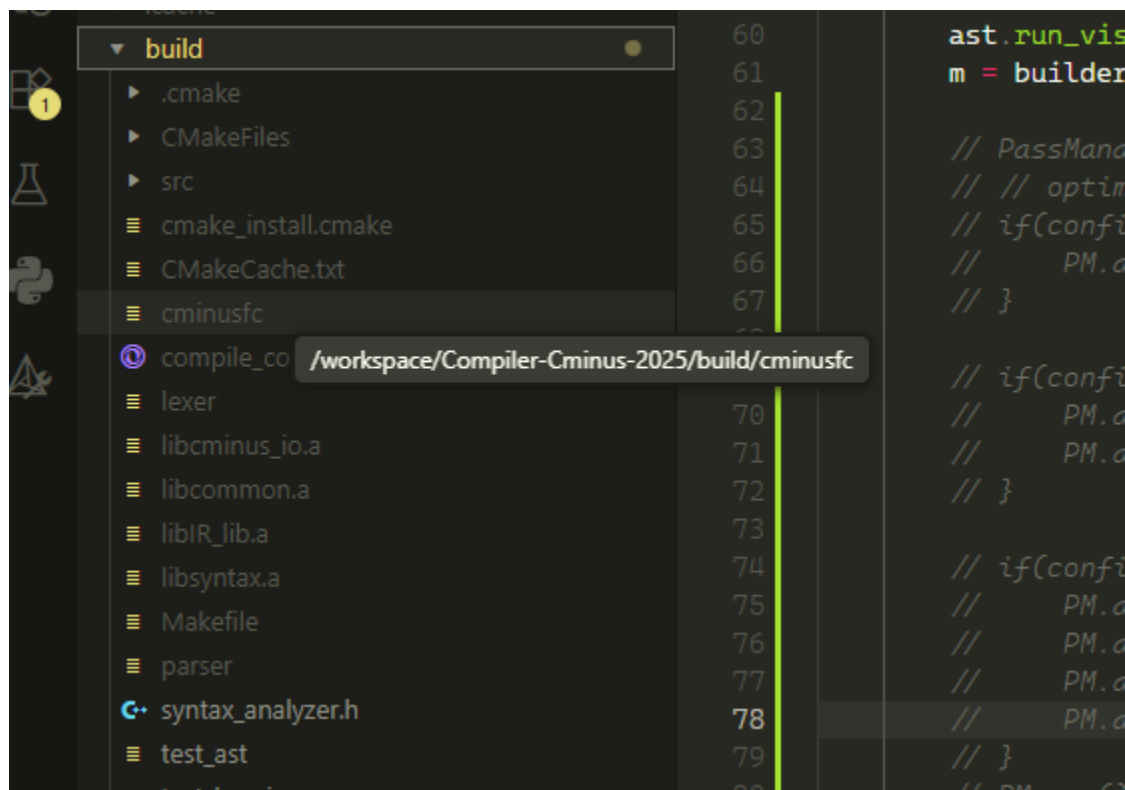 build
.cmake
CMakeFiles
src
cmake_install.cmake
CMakeCache.txt
cminusfc
compile_co
/workspace/Compiler-Cminus-2025/build/cminusfc
lexer
libcminus_io.a
libcommon.a
libIR_lib.a
libsyntax.a
Makefile
parser
syntax_analyzer.h
test_ast
1
60 ast.run_vis
61 m = builder
62
63 // PassMana
64 // // optim
65 // if(confi
66 // PM.a
67 // }
// if(confi
70 // PM.a
71 // PM.a
72 // }
73
74 // if(confi
75 // PM.a
76 // PM.a
77 // PM.a
78 // PM.a
79 // }